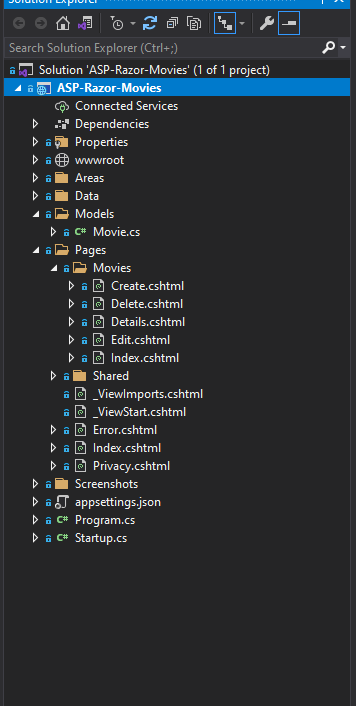 Solution Explorer
Search Solution Explorer (Ctrl+;)
Solution 'ASP-Razor-Movies' (1 of 1 project)
ASP-Razor-Movies
Connected Services
Dependencies
Properties
wwwroot
Areas
Data
Models
C# Movie.cs
Pages
Movies
Create.cshtml
Delete.cshtml
Details.cshtml
Edit.cshtml
Index.cshtml
Shared
_ViewImports.cshtml
_ViewStart.cshtml
Error.cshtml
Index.cshtml
Privacy.cshtml
Screenshots
appsettings.json
C# Program.cs
C# Startup.cs